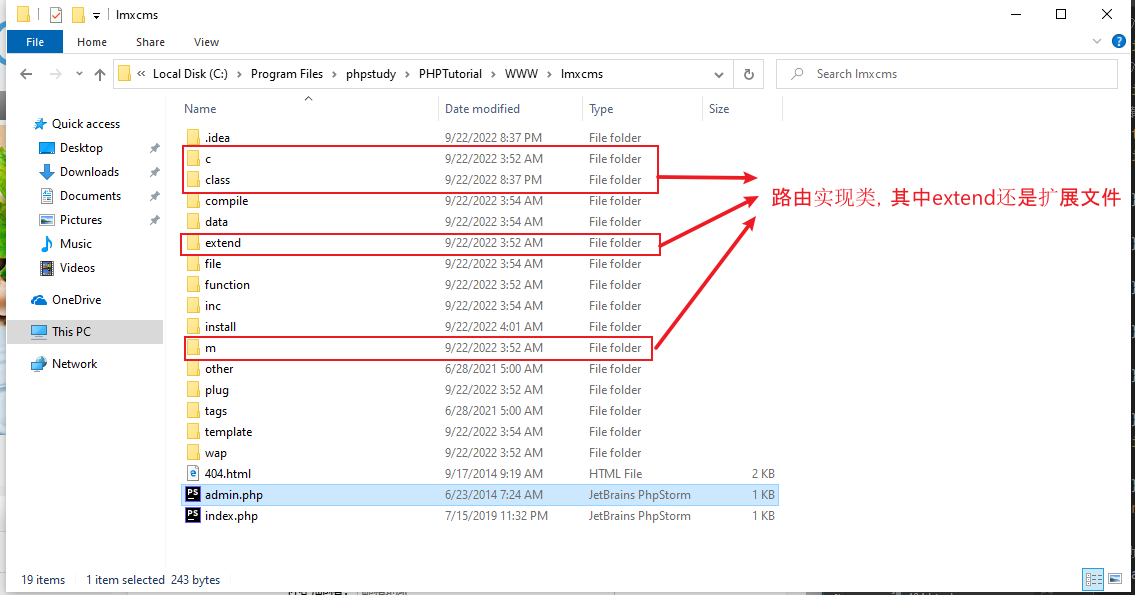 lmxcms
File Home Share View
« Local Disk (C:) › Program Files › phpstudy › PHPTutorial › WWW › lmxcms
Search lmxcms
Name Date modified Type Size
Quick access
Desktop
Downloads
Documents
Pictures
Music
Videos
OneDrive
This PC
Network
.idea 9/22/2022 8:37 PM File folder
c 9/22/2022 3:52 AM File folder
class 9/22/2022 8:37 PM File folder
compile 9/22/2022 3:54 AM File folder
data 9/22/2022 3:54 AM File folder
extend 9/22/2022 3:52 AM File folder
file 9/22/2022 3:54 AM File folder
function 9/22/2022 3:52 AM File folder
inc 9/22/2022 3:54 AM File folder
install 9/22/2022 4:01 AM File folder
m 9/22/2022 3:52 AM File folder
other 6/28/2021 5:00 AM File folder
plug 9/22/2022 3:52 AM File folder
tags 6/28/2021 5:00 AM File folder
template 9/22/2022 3:54 AM File folder
wap 9/22/2022 3:52 AM File folder
404.html 9/17/2014 9:19 AM HTML File 2 KB
admin.php 6/23/2014 7:24 AM JetBrains PhpStorm 1 KB
index.php 7/15/2019 11:32 PM JetBrains PhpStorm 1 KB
路由实现类, 其中extend还是扩展文件
19 items 1 item selected 243 bytes